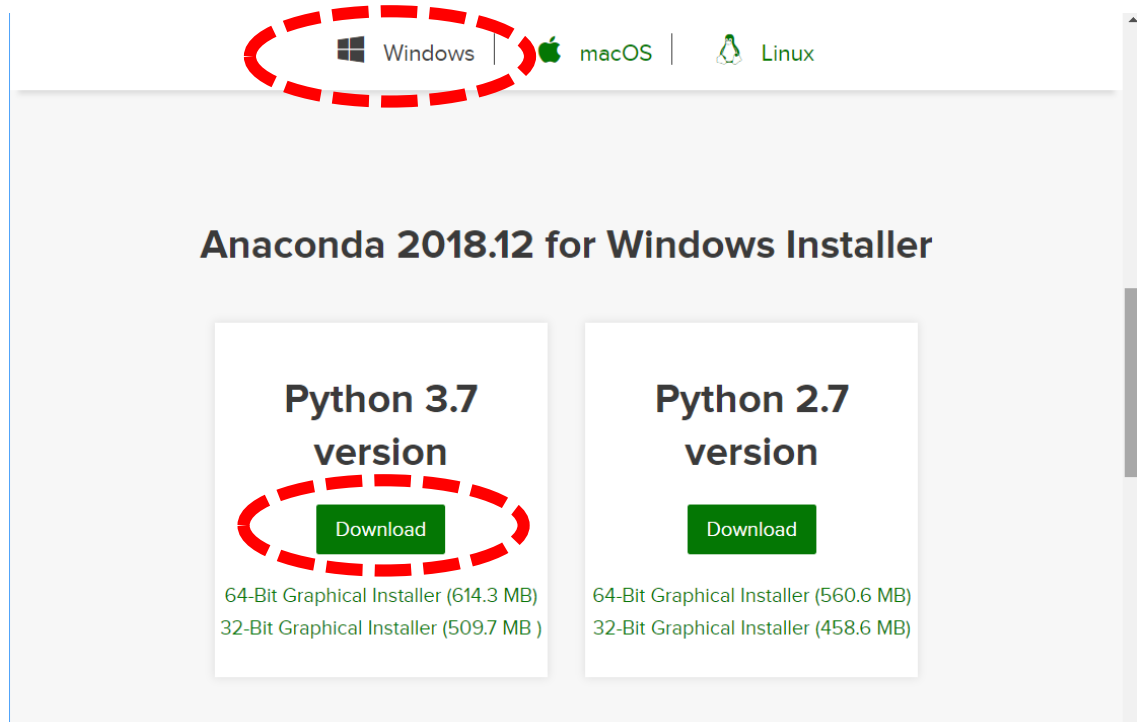 Windows macOS Linux
Anaconda 2018.12 for Windows Installer
Python 3.7
version
Download
64-Bit Graphical Installer (614.3 MB)
32-Bit Graphical Installer (509.7 MB )
Python 2.7
version
Download
64-Bit Graphical Installer (560.6 MB)
32-Bit Graphical Installer (458.6 MB)